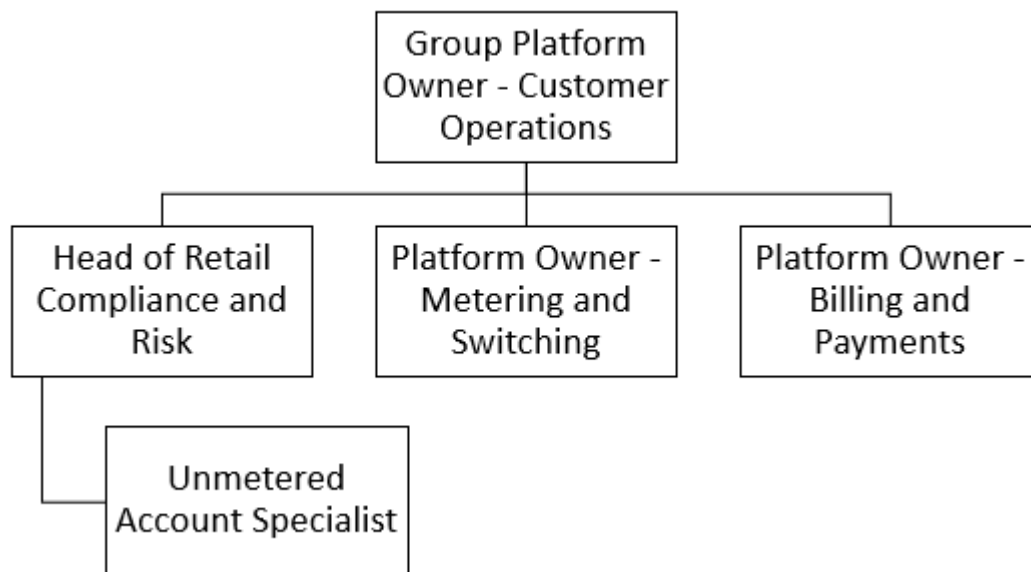 Group Platform
Owner - Customer
Operations
Head of Retail
Compliance and
Risk
Platform Owner -
Metering and
Switching
Platform Owner -
Billing and
Payments
Unmetered
Account Specialist